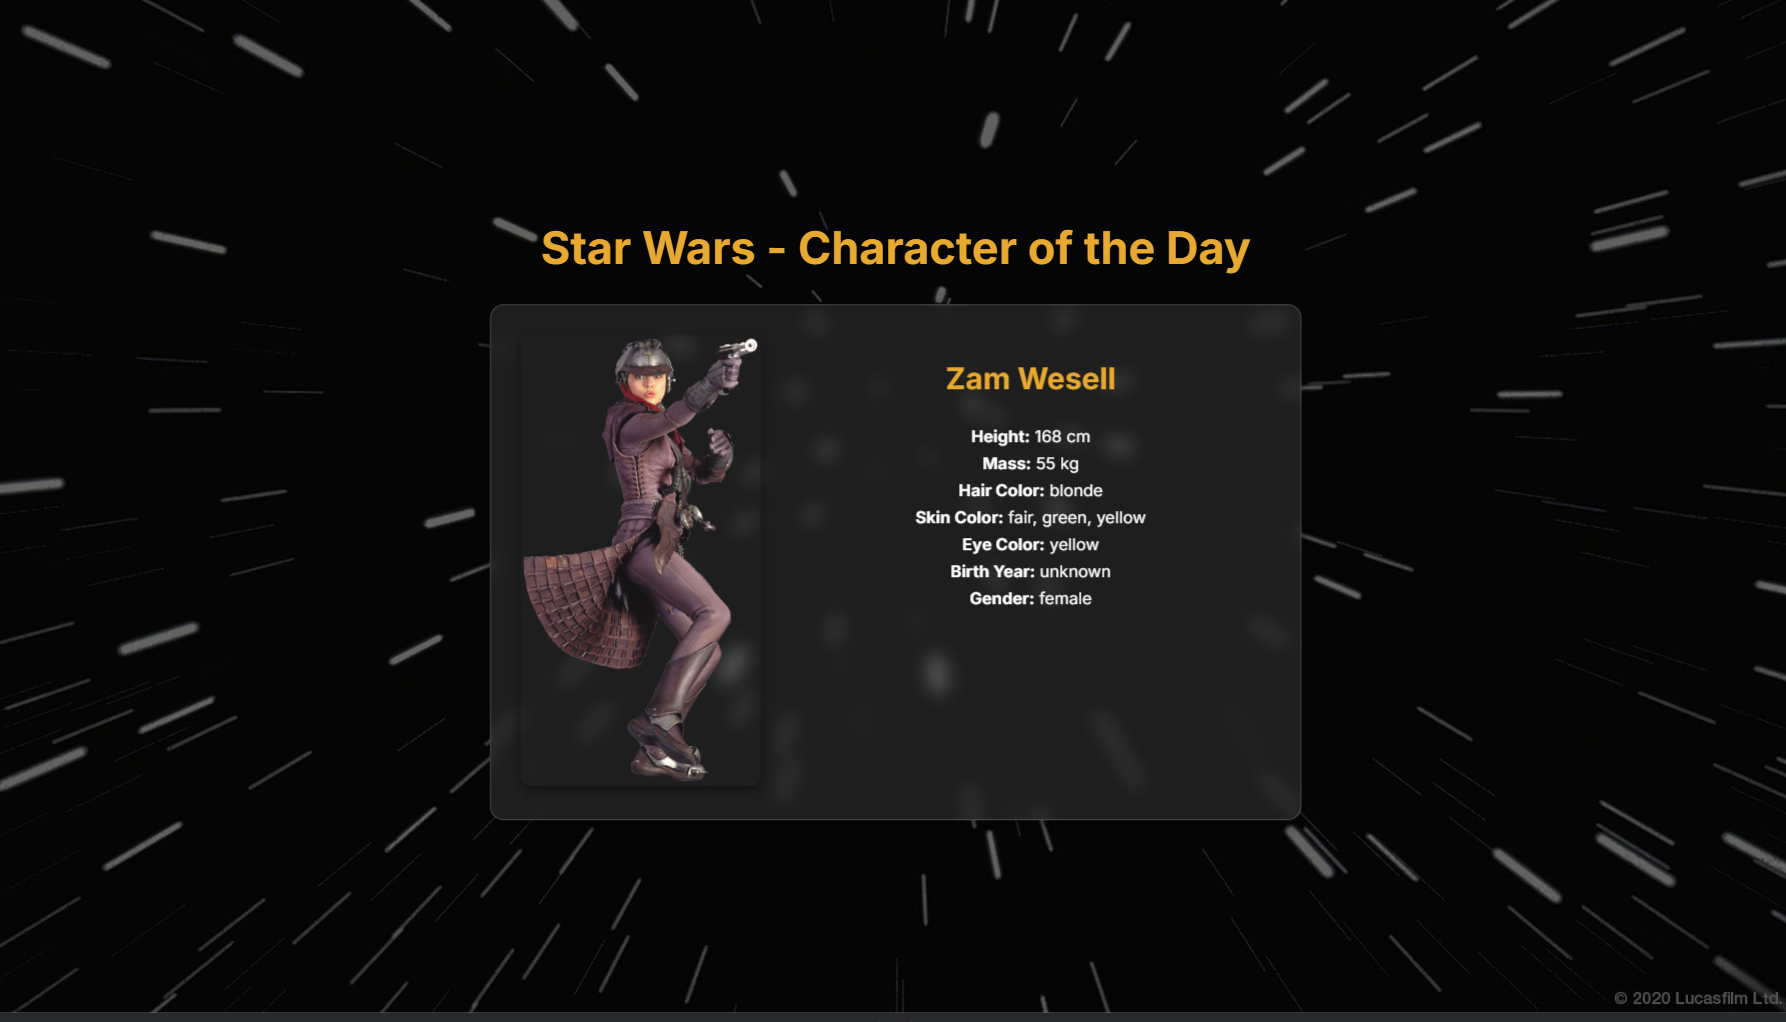 Star Wars - Character of the Day
Zam Wesell
Height: 168 cm
Mass: 55 kg
Hair Color: blonde
Skin Color: fair, green, yellow
Eye Color: yellow
Birth Year: unknown
Gender: female
© 2020 Lucasfilm Ltd.